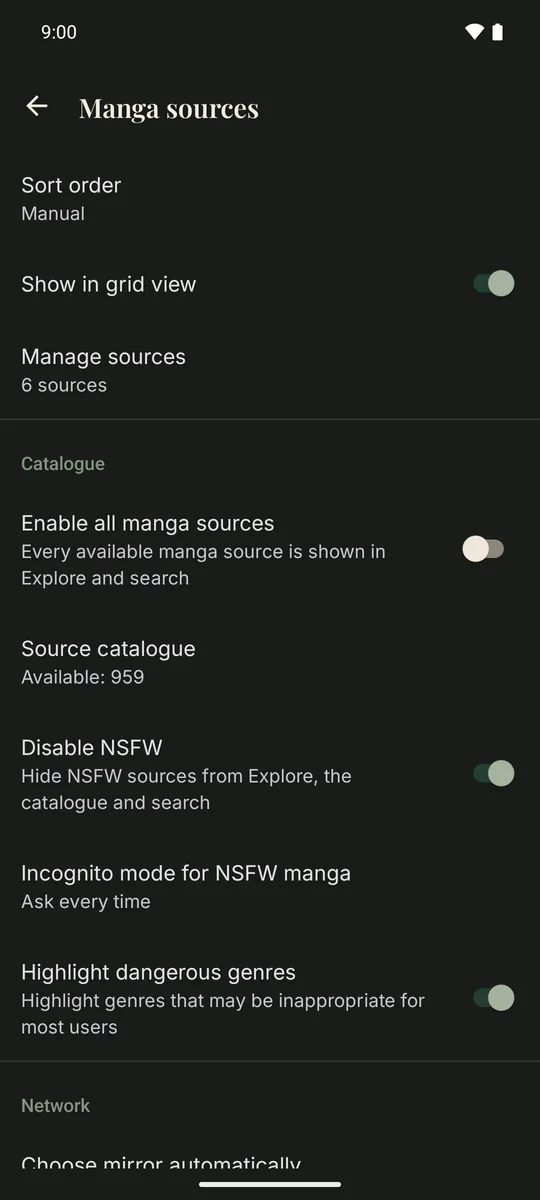 9:00
Manga sources
Sort order
Manual
Show in grid view
Manage sources
6 sources
Catalogue
Enable all manga sources
Every available manga source is shown in
Explore and search
Source catalogue
Available: 959
Disable NSFW
Hide NSFW sources from Explore, the
catalogue and search
Incognito mode for NSFW manga
Ask every time
Highlight dangerous genres
Highlight genres that may be inappropriate for
most users
Network
Choose mirror automatically